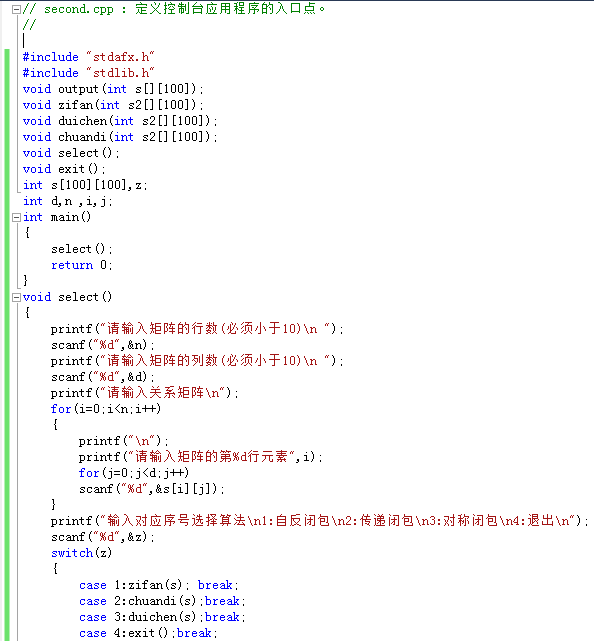 // second.cpp : 定义控制台应用程序的入口点。
//
#include "stdafx.h"
#include "stdlib.h"
void output(int s[][100]);
void zifan(int s2[][100]);
void duichen(int s2[][100]);
void chuandi(int s2[][100]);
void select();
void exit();
int s[100][100],z;
int d,n ,i,j;
int main()
{
    select();
    return 0;
}
void select()
{
    printf("请输入矩阵的行数(必须小于10)\n ");
    scanf("%d",&n);
    printf("请输入矩阵的列数(必须小于10)\n ");
    scanf("%d",&d);
    printf("请输入关系矩阵\n");
    for(i=0;i<n;i++)
    {
        printf("\n");
        printf("请输入矩阵的第%d行元素",i);
        for(j=0;j<d;j++)
        scanf("%d",&s[i][j]);
    }
    printf("输入对应序号选择算法\n1:自反闭包\n2:传递闭包\n3:对称闭包\n4:退出\n");
    scanf("%d",&z);
    switch(z)
    {
        case 1:zifan(s); break;
        case 2:chuandi(s);break;
        case 3:duichen(s);break;
        case 4:exit();break;